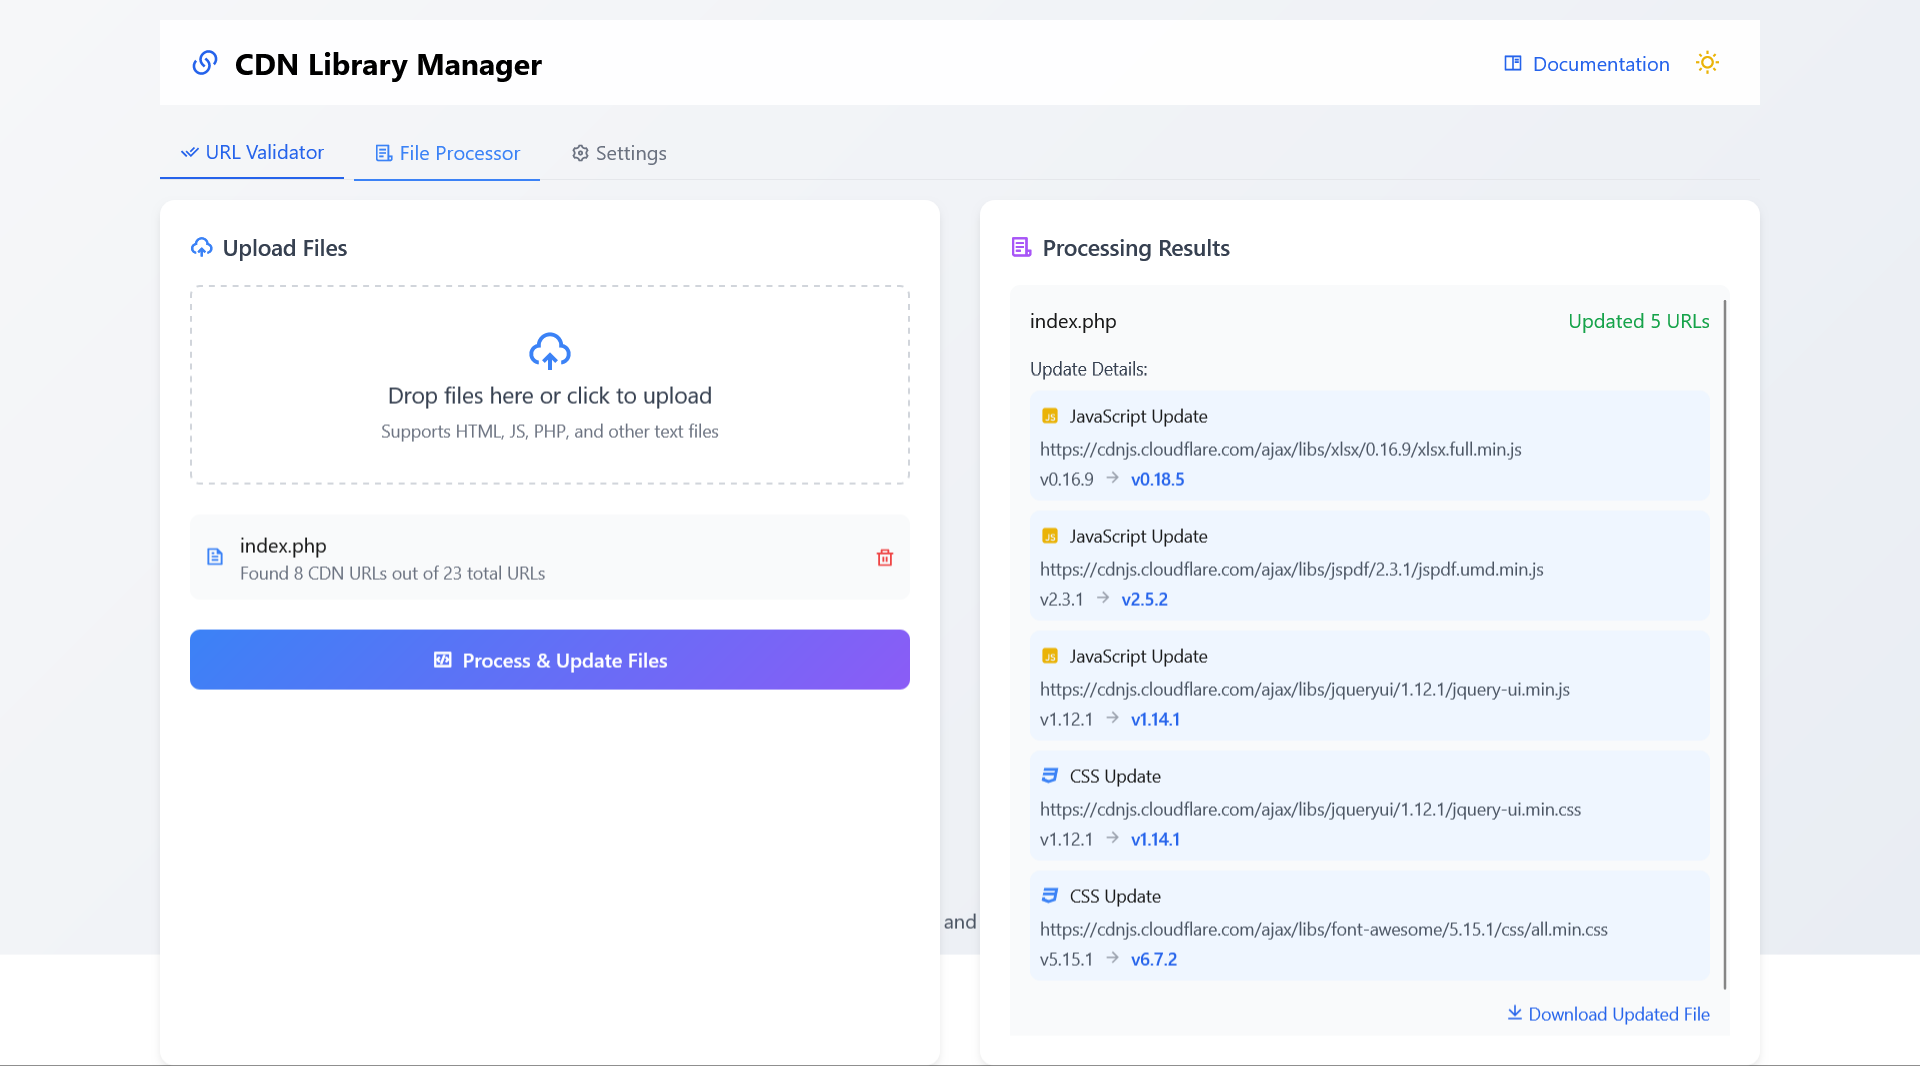 CDN Library Manager
Documentation
URL Validator
File Processor
Settings
Upload Files
Drop files here or click to upload
Supports HTML, JS, PHP, and other text files
index.php
Found 8 CDN URLs out of 23 total URLs
Process & Update Files
and
Processing Results
index.php
Updated 5 URLs
Update Details:
JS JavaScript Update
https://cdnjs.cloudflare.com/ajax/libs/xlsx/0.16.9/xlsx.full.min.js
v0.16.9 → v0.18.5
JS JavaScript Update
https://cdnjs.cloudflare.com/ajax/libs/jspdf/2.3.1/jspdf.umd.min.js
v2.3.1 → v2.5.2
JS JavaScript Update
https://cdnjs.cloudflare.com/ajax/libs/jqueryui/1.12.1/jquery-ui.min.js
v1.12.1 → v1.14.1
CSS Update
https://cdnjs.cloudflare.com/ajax/libs/jqueryui/1.12.1/jquery-ui.min.css
v1.12.1 → v1.14.1
CSS Update
https://cdnjs.cloudflare.com/ajax/libs/font-awesome/5.15.1/css/all.min.css
v5.15.1 → v6.7.2
Download Updated File